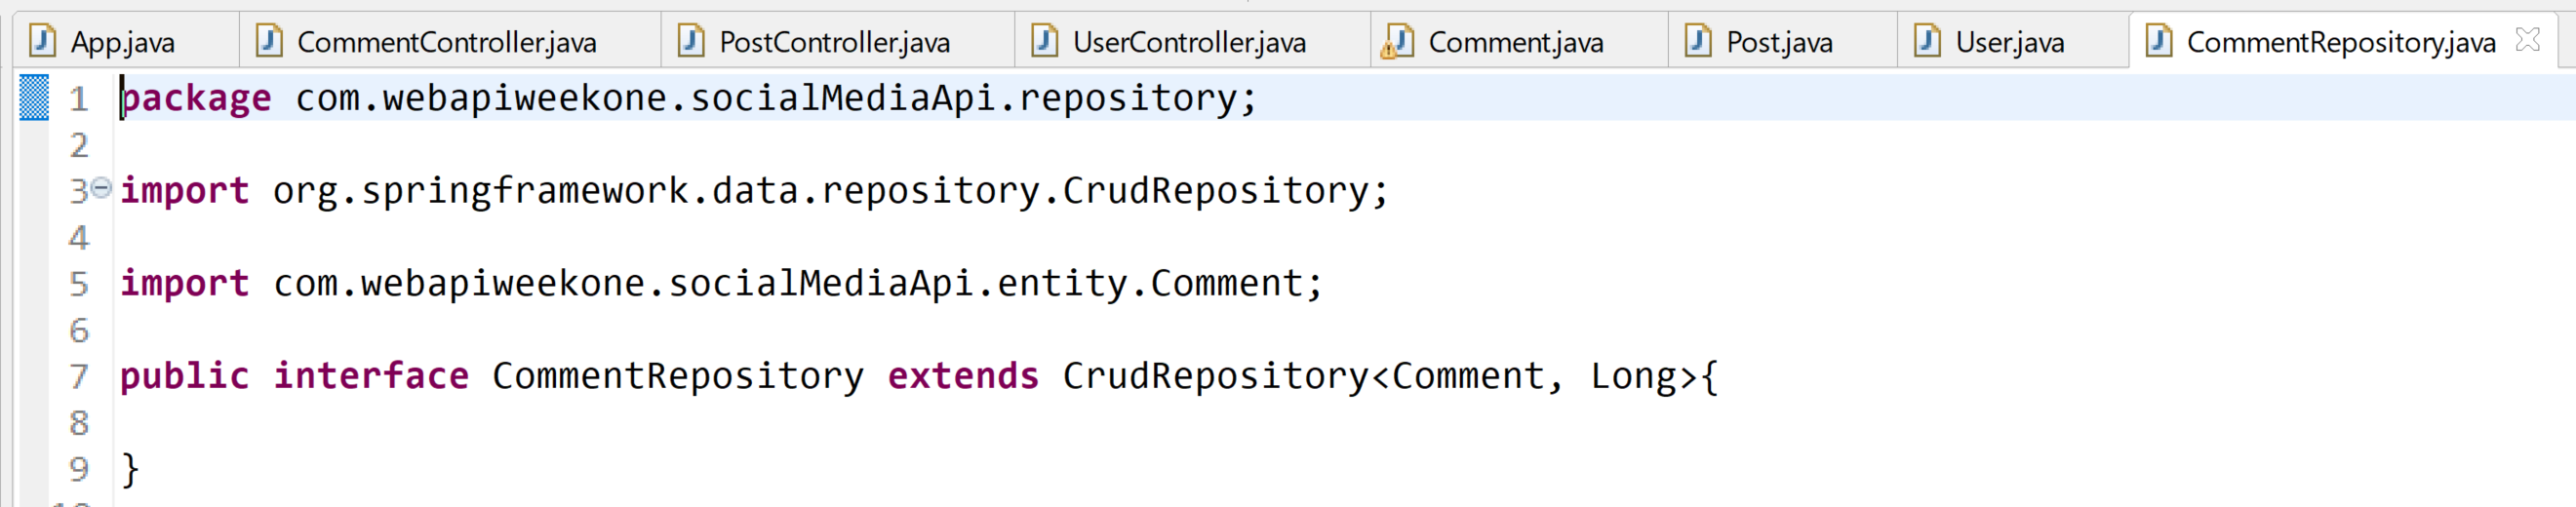 App.java CommentController.java PostController.java UserController.java Comment.java Post.java User.java CommentRepository.java
1 package com.webapiweekone.socialMediaApi.repository;
2
3 import org.springframework.data.repository.CrudRepository;
4
5 import com.webapiweekone.socialMediaApi.entity.Comment;
6
7 public interface CommentRepository extends CrudRepository<Comment, Long>{
8
9 }